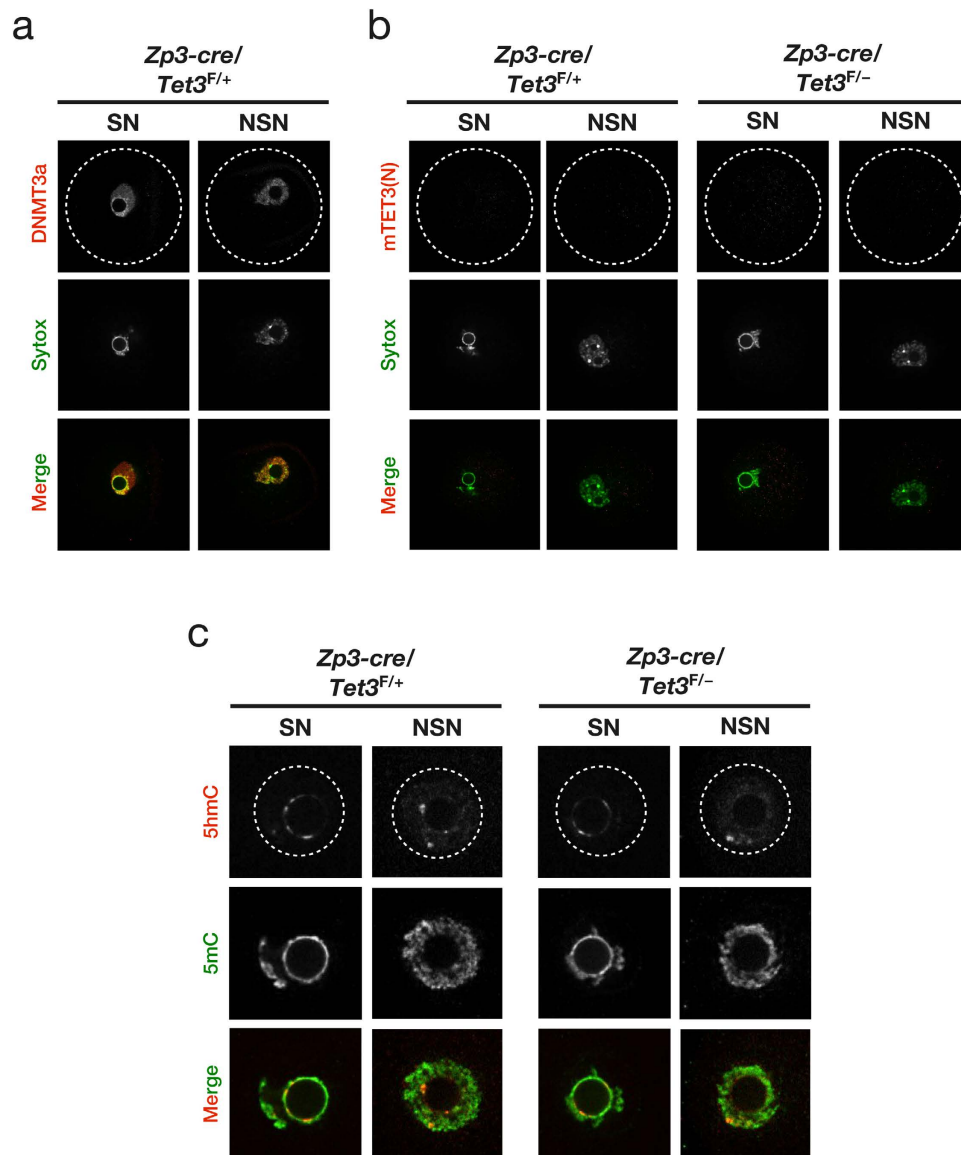 a
Zp3-cre/
Tet3F/+
SN NSN
DNMT3a
Sytox
Merge
b
Zp3-cre/
Tet3F/+
Zp3-cre/
Tet3F/−
SN NSN SN NSN
mTET3(N)
Sytox
Merge
c
Zp3-cre/
Tet3F/+
Zp3-cre/
Tet3F/−
SN NSN SN NSN
5hmC
5mC
Merge